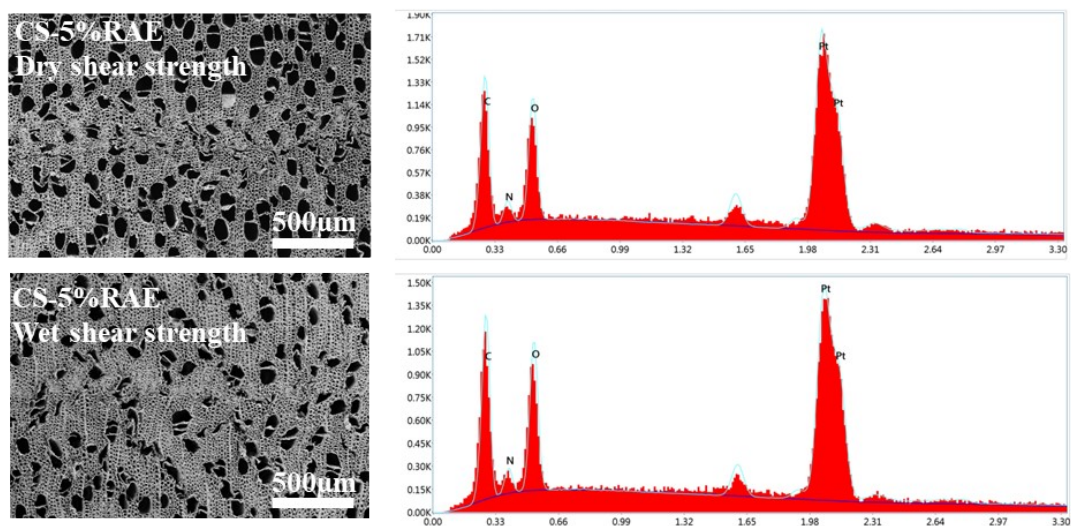 CS-5%RAE
Dry shear strength
500μm
1.90K
1.71K
1.52K
1.33K
1.14K
0.95K
0.76K
0.57K
0.38K
0.19K
0.00K
C
N
O
Pt
Pt
0.00 0.33 0.66 0.99 1.32 1.65 1.98 2.31 2.64 2.97 3.30
CS-5%RAE
Wet shear strength
500μm
1.50K
1.35K
1.20K
1.05K
0.90K
0.75K
0.60K
0.45K
0.30K
0.15K
0.00K
C
N
O
Pt
Pt
0.00 0.33 0.66 0.99 1.32 1.65 1.98 2.31 2.64 2.97 3.30